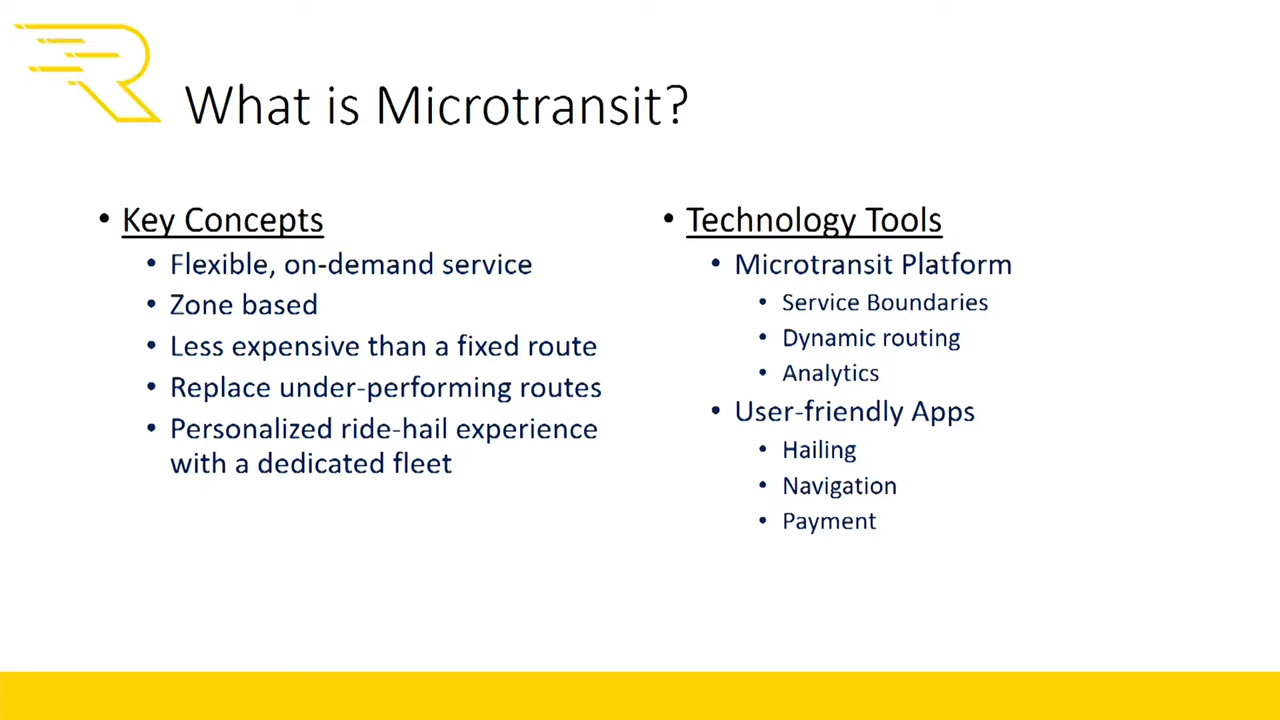 What is Microtransit?
• Key Concepts
• Flexible, on-demand service
• Zone based
• Less expensive than a fixed route
• Replace under-performing routes
• Personalized ride-hail experience
with a dedicated fleet
• Technology Tools
• Microtransit Platform
• Service Boundaries
• Dynamic routing
• Analytics
• User-friendly Apps
• Hailing
• Navigation
• Payment